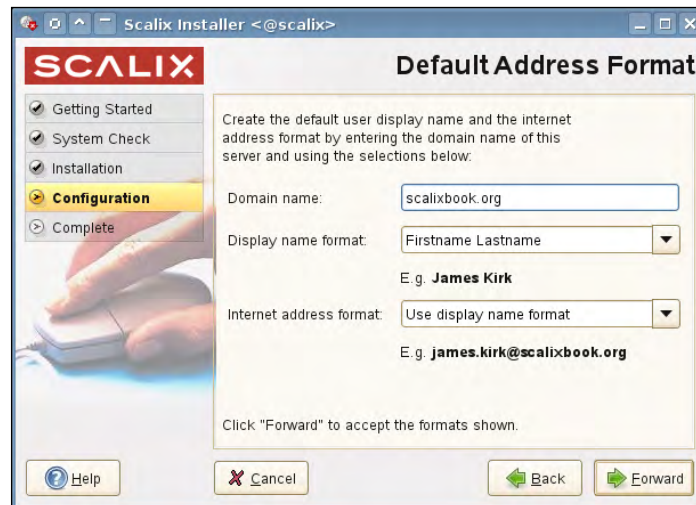 Scalix Installer <@scalix>
SCALIX
Default Address Format
Getting Started
System Check
Installation
Configuration
Complete
Create the default user display name and the internet
address format by entering the domain name of this
server and using the selections below:
Domain name:
scalixbook.org
Display name format:
Firstname Lastname
E.g. James Kirk
Internet address format:
Use display name format
E.g. james.kirk@scalixbook.org
Click "Forward" to accept the formats shown.
Help
Cancel
Back
Forward